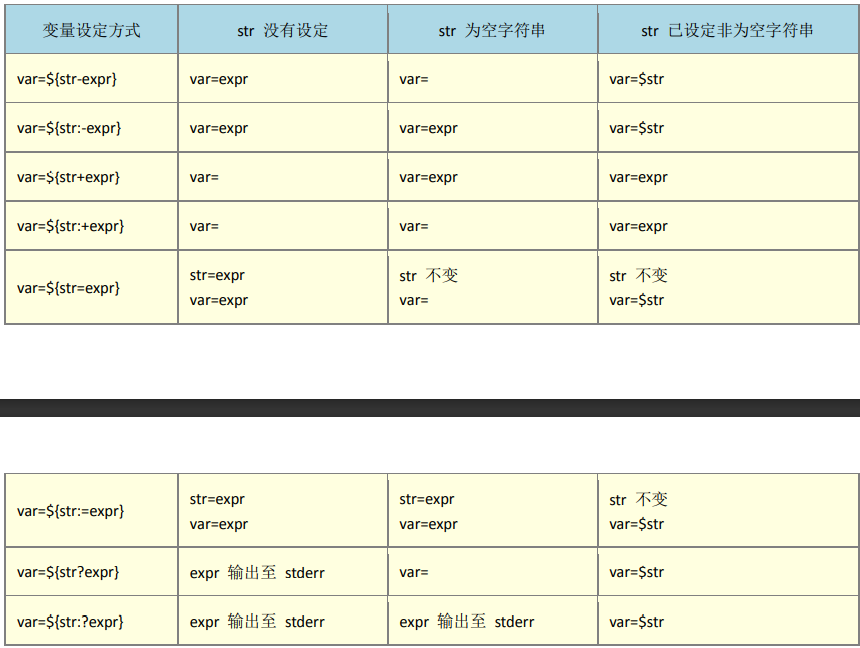 变量设定方式 str 没有设定 str 为空字符串 str 已设定非为空字符串
var=${str-expr} var=expr var= var=$str
var=${str:-expr} var=expr var=expr var=$str
var=${str+expr} var= var=expr var=expr
var=${str:+expr} var= var= var=expr
var=${str=expr}
str=expr
var=expr
str 不变
var=
str 不变
var=$str
var=${str:=expr}
str=expr
var=expr
str=expr
var=expr
str 不变
var=$str
var=${str?expr} expr 输出至 stderr var= var=$str
var=${str:?expr} expr 输出至 stderr expr 输出至 stderr var=$str